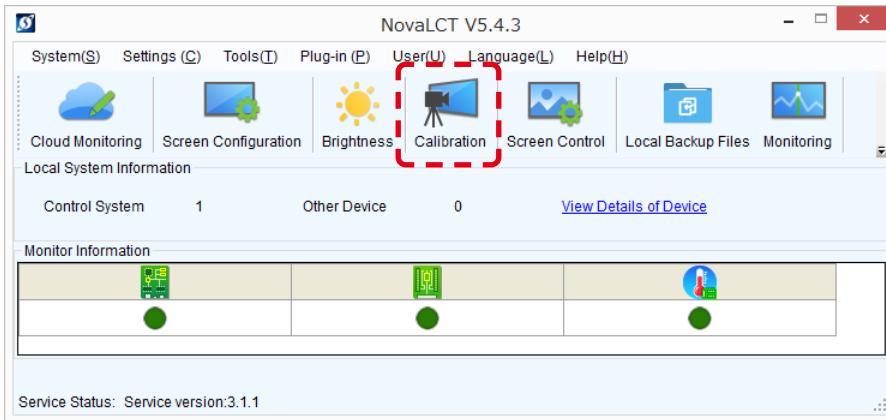 NovaLCT V5.4.3
System(S) Settings (C) Tools(T) Plug-in (P) User(U) Language(L) Help(H)
Cloud Monitoring Screen Configuration Brightness Calibration Screen Control Local Backup Files Monitoring
Local System Information
Control System 1 Other Device 0 View Details of Device
Monitor Information
Service Status: Service version:3.1.1